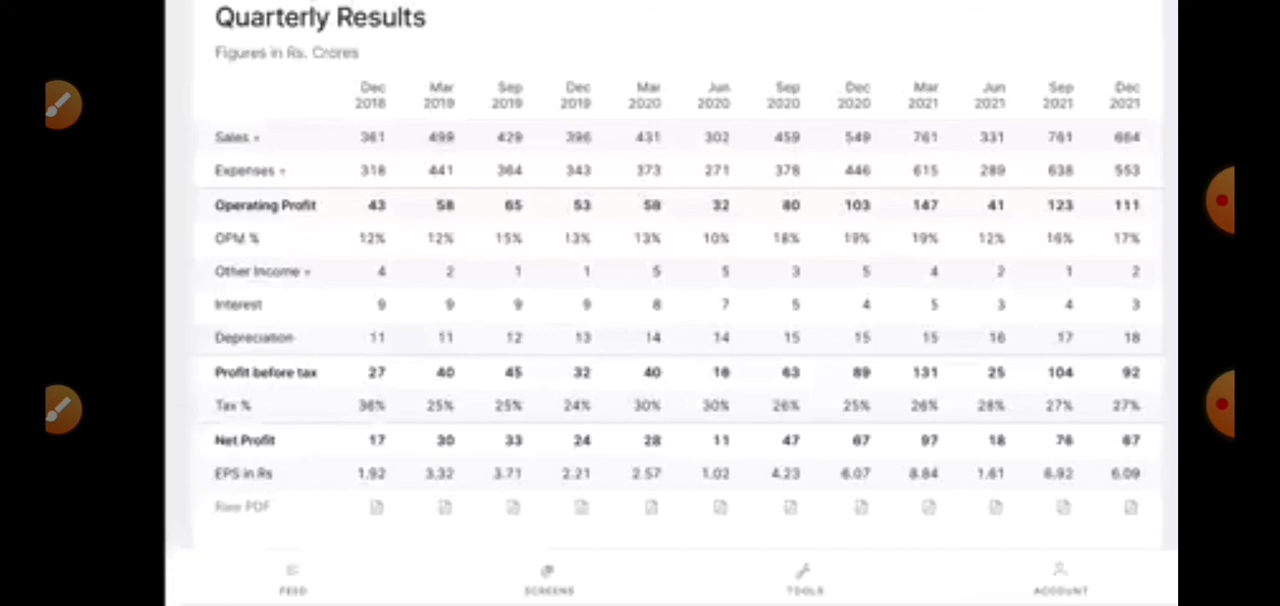 Quarterly Results
Figures in Rs. Crores
Dec 2018 Mar 2019 Sep 2019 Dec 2019 Mar 2020 Jun 2020 Sep 2020 Dec 2020 Mar 2021 Jun 2021 Sep 2021 Dec 2021
Sales + 361 499 429 396 431 302 459 549 761 331 761 664
Expenses + 318 441 364 343 373 271 378 446 615 289 638 553
Operating Profit 43 58 65 53 58 32 80 103 147 41 123 111
OPM % 12% 12% 15% 13% 13% 10% 18% 19% 19% 12% 16% 17%
Other Income + 4 2 1 1 5 5 3 5 4 2 1 2
Interest 9 9 9 9 8 7 5 4 5 3 4 3
Depreciation 11 11 12 13 14 14 15 15 15 16 17 18
Profit before tax 27 40 45 32 40 16 63 89 131 25 104 92
Tax % 36% 25% 25% 24% 30% 30% 26% 25% 26% 28% 27% 27%
Net Profit 17 30 33 24 28 11 47 67 97 18 76 67
EPS in Rs 1.92 3.32 3.71 2.21 2.57 1.02 4.23 6.07 8.84 1.61 6.92 6.09
Raw PDF
FEED SCREENS TOOLS ACCOUNT